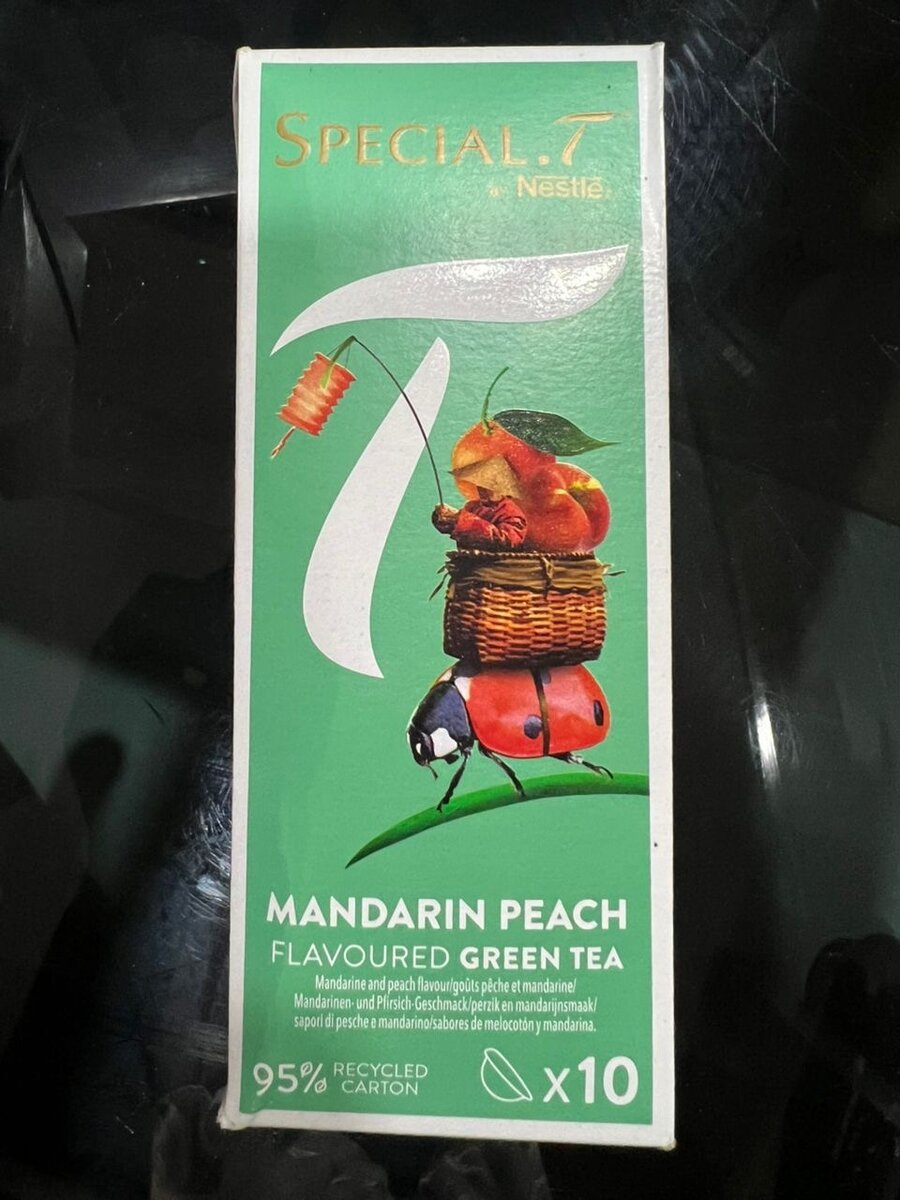 SPECIAL.T
Nestlé
MANDARIN PEACH
FLAVOURED GREEN TEA
Mandarine and peach flavour/goûts pêche et mandarine/
Mandarinen- und Pfirsich-Geschmack/perzik en mandarijnsmaak/
sapori di pesche e mandarino/sabores de melocotón y mandarina.
95% RECYCLED
CARTON
x10